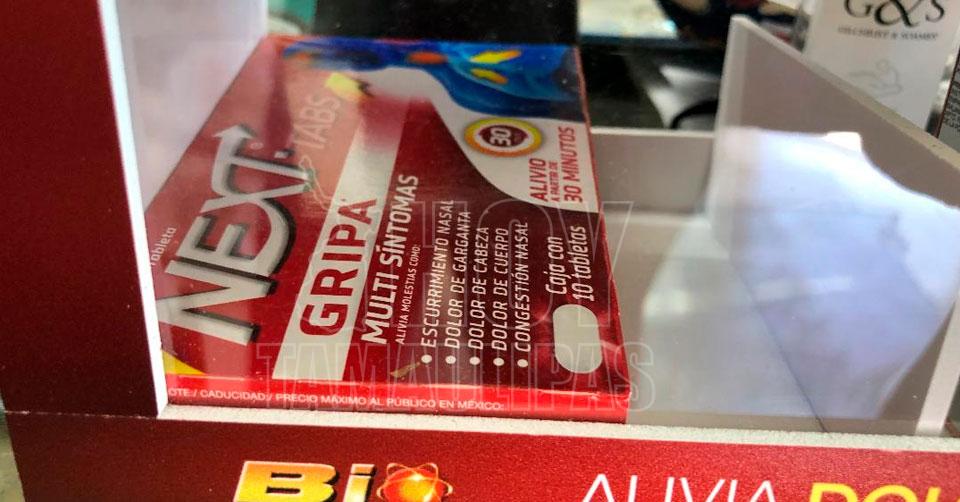 G&S
Tableta
NEXT
TABS
GRIPA
MULTI SÍNTOMAS
ALIVIA MOLESTIAS COMO:
• ESCURRIMIENTO NASAL
• DOLOR DE GARGANTA
• DOLOR DE CABEZA
• DOLOR DE CUERPO
• CONGESTIÓN NASAL
30
ALIVIO
A PARTIR DE
30 MINUTOS
Caja con
10 tabletas
HOY
TAMAULIPAS
OTE:/ CADUCIDAD:/ PRECIO MÁXIMO AL PÚBLICO EN MÉXICO:
Bio
ALIVIA DOL